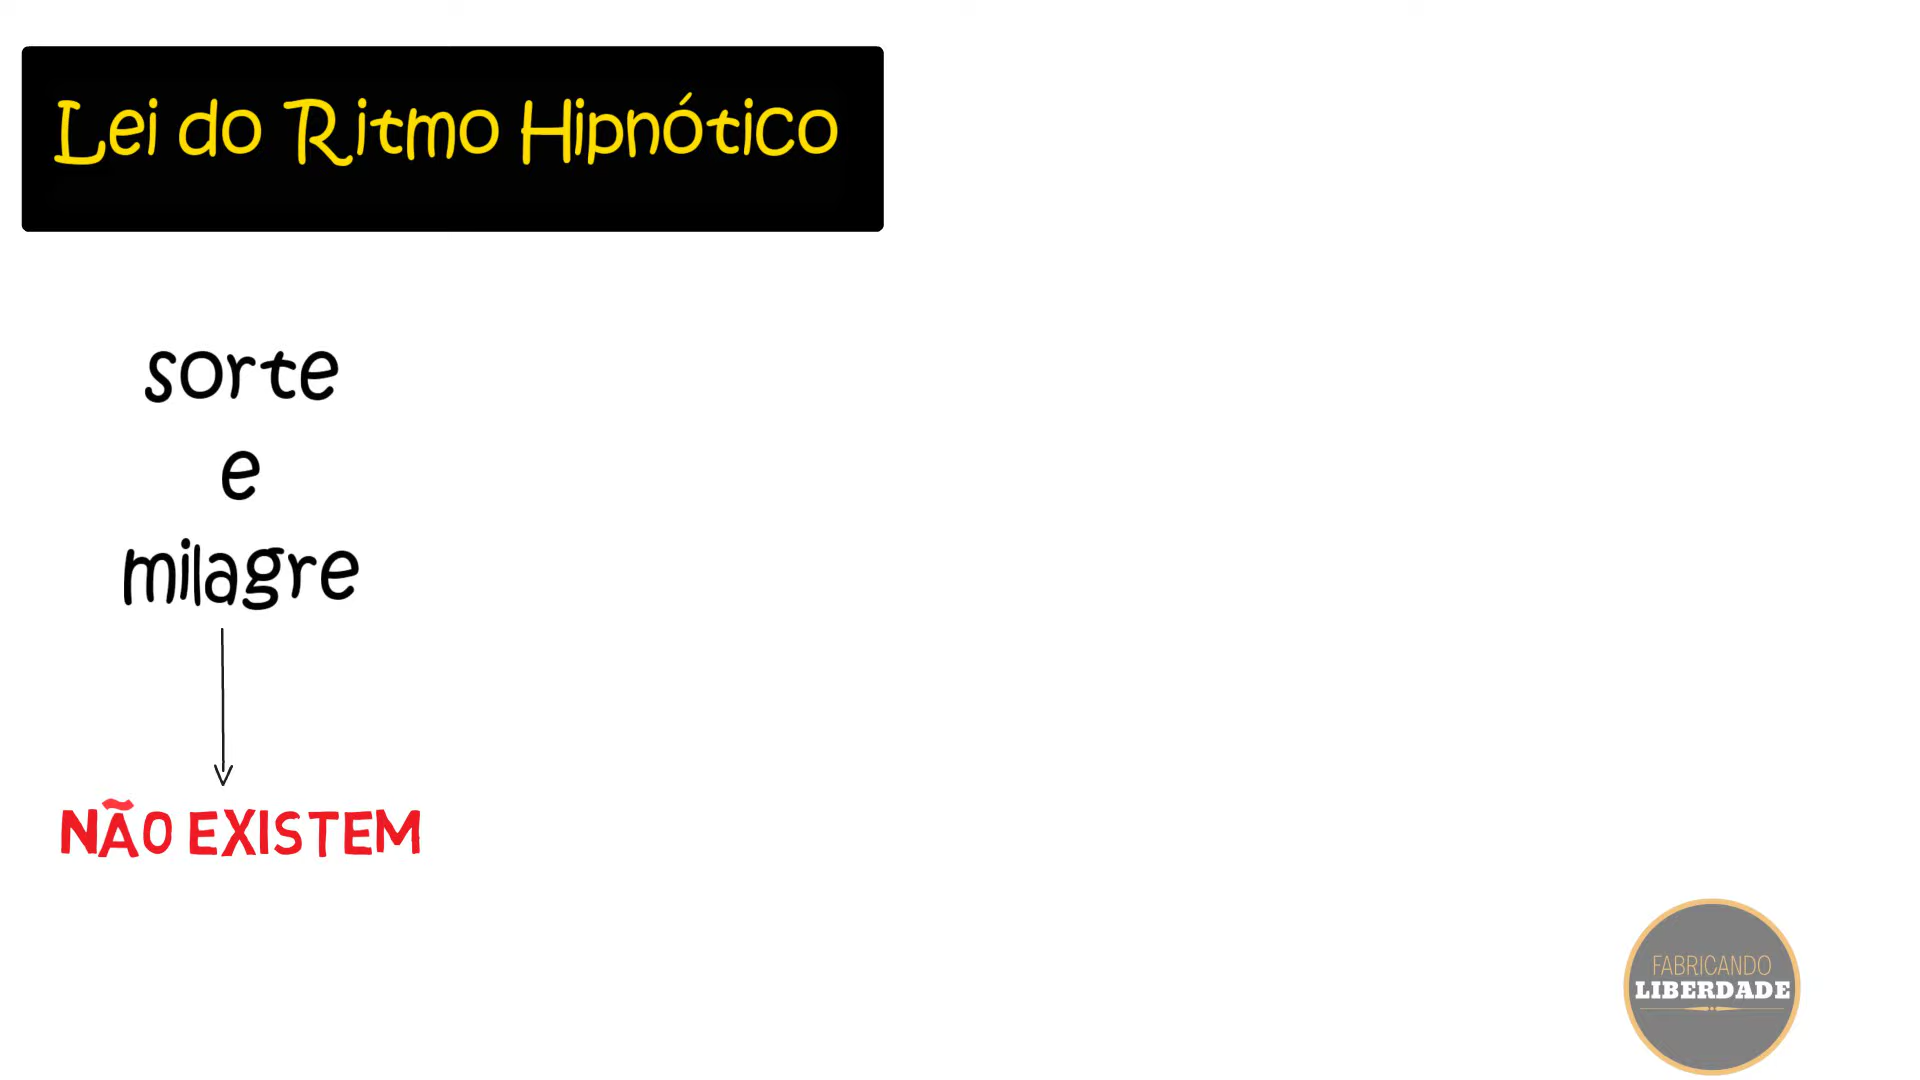 Lei do Ritmo Hipnótico
sorte
e
milagre
NÃO EXISTEM
FABRICANDO
LIBERDADE